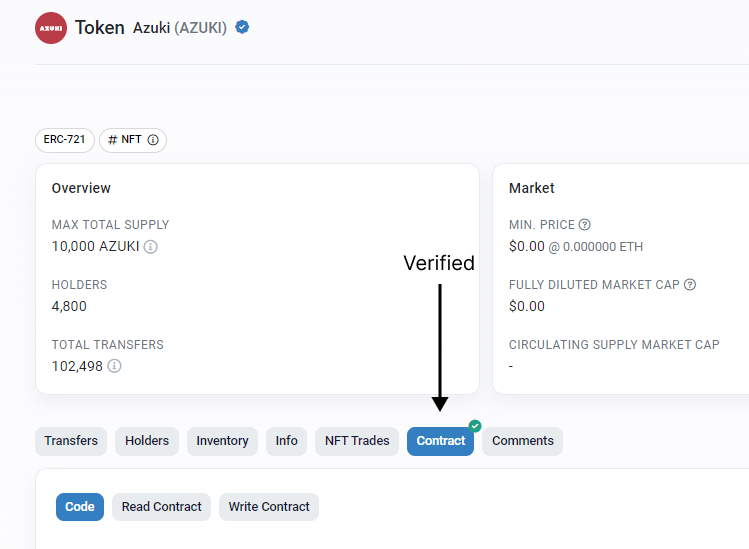 AZUKI
Token Azuki (AZUKI)
ERC-721 # NFT
Overview
MAX TOTAL SUPPLY
10,000 AZUKI
HOLDERS
4,800
TOTAL TRANSFERS
102,498
Market
MIN. PRICE
$0.00 @ 0.000000 ETH
FULLY DILUTED MARKET CAP
$0.00
CIRCULATING SUPPLY MARKET CAP
-
Verified
Transfers Holders Inventory Info NFT Trades Contract Comments
Code Read Contract Write Contract